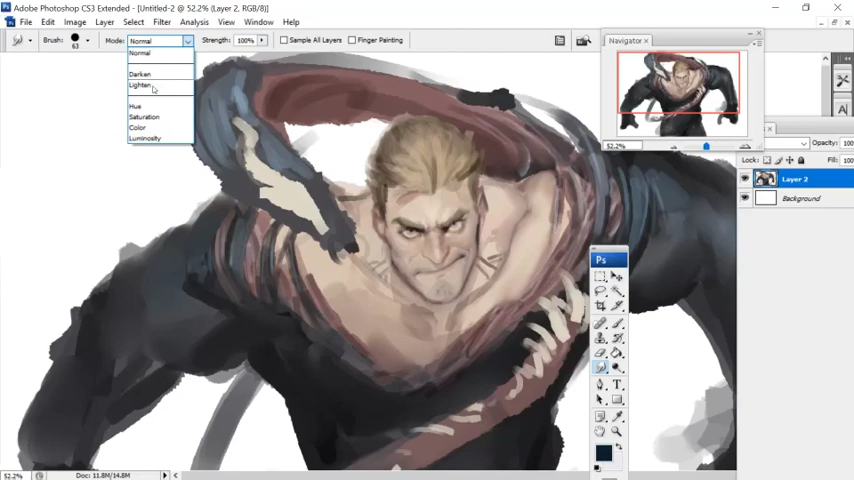 Adobe Photoshop CS3 Extended - [Untitled-2 @ 52.2% (Layer 2, RGB/8)]
File Edit Image Layer Select Filter Analysis View Window Help
Brush: 63 Mode: Normal Strength: 100% Sample All Layers Finger Painting
Normal
Darken
Lighten
Hue
Saturation
Color
Luminosity
Navigator ×
52.2%
Opacity: 100
Lock: Fill: 100
Layer 2
Background
Ps
T
A
52.2% Doc: 11.8M/14.8M